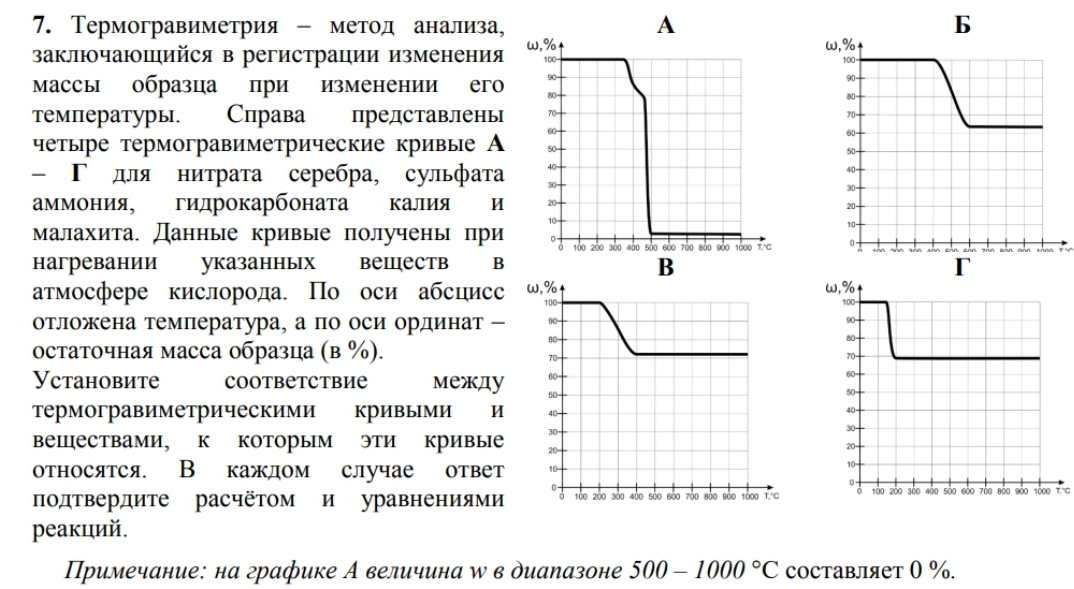 7. Термогравиметрия – метод анализа,
заключающийся в регистрации изменения
массы образца при изменении его
температуры. Справа представлены
четыре термогравиметрические кривые А
– Г для нитрата серебра, сульфата
аммония, гидрокарбоната калия и
малахита. Данные кривые получены при
нагревании указанных веществ в
атмосфере кислорода. По оси абсцисс
отложена температура, а по оси ординат –
остаточная масса образца (в %).
Установите соответствие между
термогравиметрическими кривыми и
веществами, к которым эти кривые
относятся. В каждом случае ответ
подтвердите расчётом и уравнениями
реакций.
А
ω,%
100
90
80
70
60
50
40
30
20
10
0
0 100 200 300 400 500 600 700 800 900 1000 T,°C
Б
ω,%
100
90
80
70
60
50
40
30
20
10
0
В
ω,%
100
90
80
70
60
50
40
30
20
10
0
0 100 200 300 400 500 600 700 800 900 1000 T,°C
Г
ω,%
100
90
80
70
60
50
40
30
20
10
0
0 100 200 300 400 500 600 700 800 900 1000 T,°C
Примечание: на графике А величина w в диапазоне 500 – 1000 °С составляет 0 %.